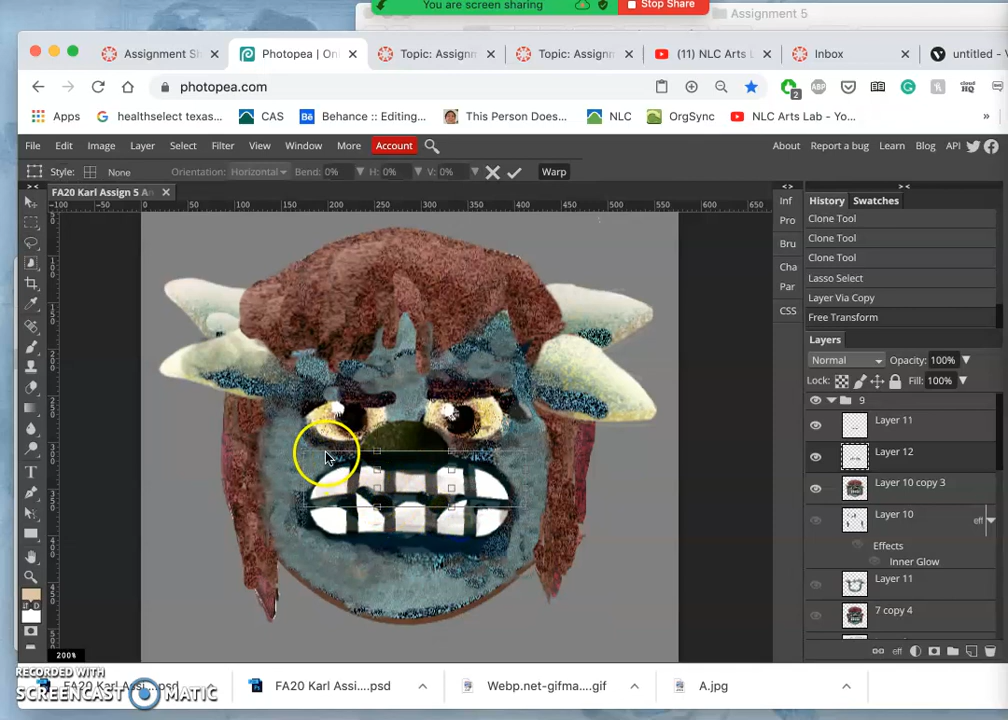 You are screen sharing
Stop Share
Assignment 5
Assignment Sh
Photopea | Onl
Topic: Assignm
Topic: Assignm
(11) NLC Arts L
Inbox
untitled –
photopea.com
Apps
healthselect texas...
CAS
Behance :: Editing...
This Person Does...
NLC
OrgSync
NLC Arts Lab - Yo...
»
File Edit Image Layer Select Filter View Window More Account
About Report a bug Learn Blog API
Style: None Orientation: Horizontal Bend: 0% H: 0% V: 0% Warp
FA20 Karl Assign 5 An
Inf
Pro
Bru
Cha
Par
CSS
History Swatches
Clone Tool
Clone Tool
Clone Tool
Lasso Select
Layer Via Copy
Free Transform
Layers
Normal Opacity: 100%
Lock: Fill: 100%
9
Layer 11
Layer 12
Layer 10 copy 3
Layer 10
eff
Effects
Inner Glow
Layer 11
7 copy 4
200%
RECORDED WITH
SCREENCAST MATIC
FA20 Karl Assi....psd
Webp.net-gifma....gif
A.jpg